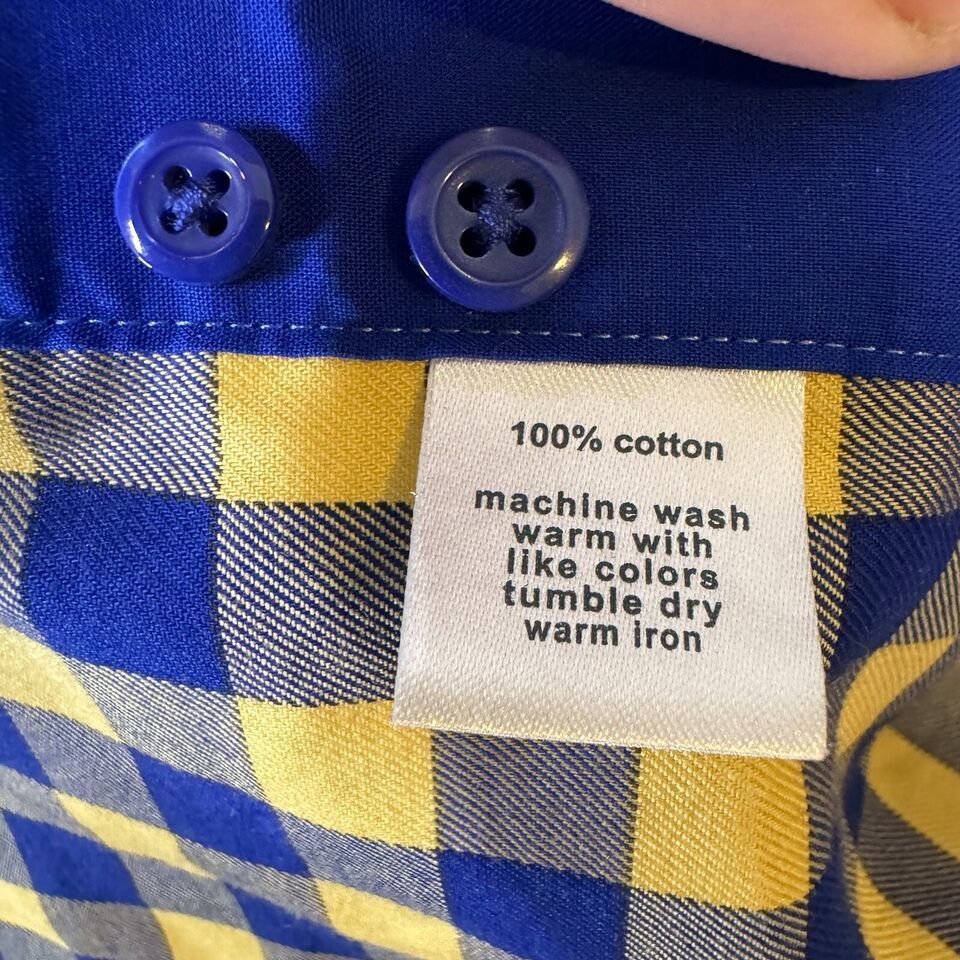 100% cotton
machine wash
warm with
like colors
tumble dry
warm iron